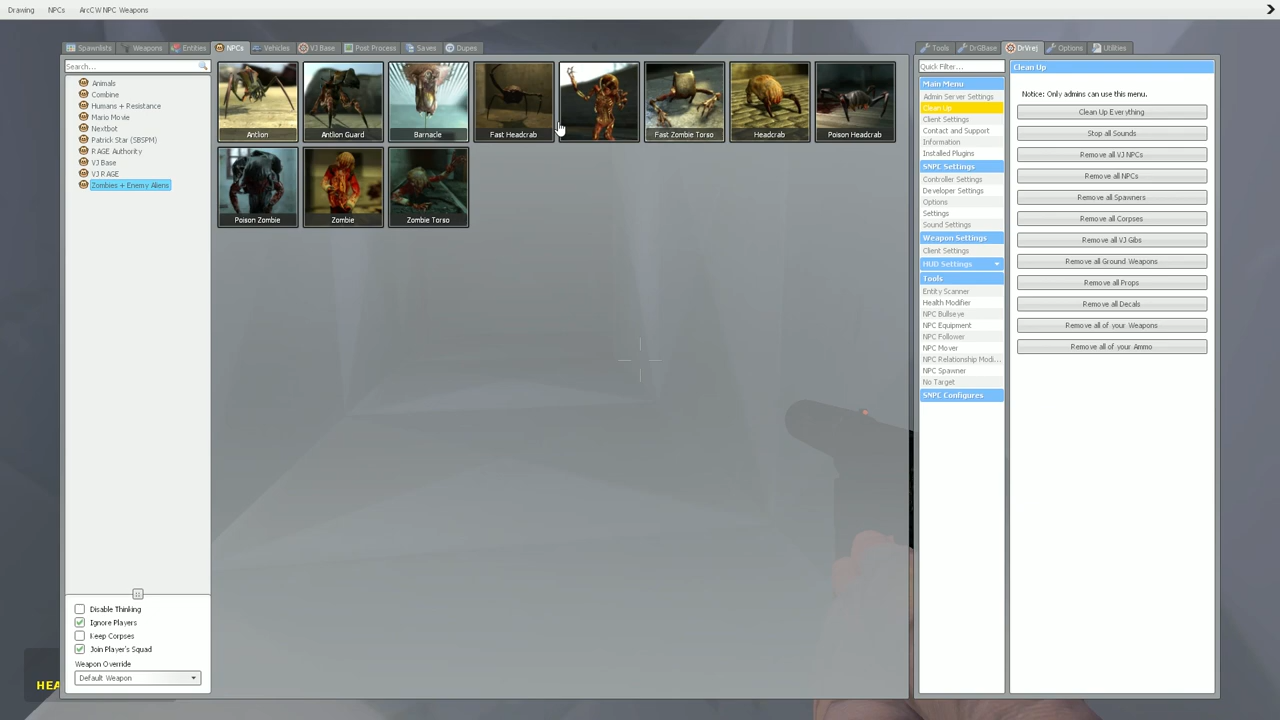 Drawing NPCs ArcCW NPC Weapons
Spawnlists Weapons Entities NPCs Vehicles VJ Base Post Process Saves Dupes
Search...
Animals
Combine
Humans + Resistance
Mario Movie
Nextbot
Patrick Star (SBSPM)
RAGE Authority
VJ Base
VJ RAGE
Zombies + Enemy Aliens
Antlion Antlion Guard Barnacle Fast Headcrab Fast Zombie Torso Headcrab Poison Headcrab
Poison Zombie Zombie Zombie Torso
Disable Thinking
Ignore Players
Keep Corpses
Join Player's Squad
Weapon Override
Default Weapon
HEA
Tools DrGBase DrVrej Options Utilities
Quick Filter...
Main Menu
Admin Server Settings
Clean Up
Client Settings
Contact and Support
Information
Installed Plugins
SNPC Settings
Controller Settings
Developer Settings
Options
Settings
Sound Settings
Weapon Settings
Client Settings
HUD Settings
Tools
Entity Scanner
Health Modifier
NPC Bullseye
NPC Equipment
NPC Follower
NPC Mover
NPC Relationship Modi...
NPC Spawner
No Target
SNPC Configures
Clean Up
Notice: Only admins can use this menu.
Clean Up Everything
Stop all Sounds
Remove all VJ NPCs
Remove all NPCs
Remove all Spawners
Remove all Corpses
Remove all VJ Gibs
Remove all Ground Weapons
Remove all Props
Remove all Decals
Remove all of your Weapons
Remove all of your Ammo